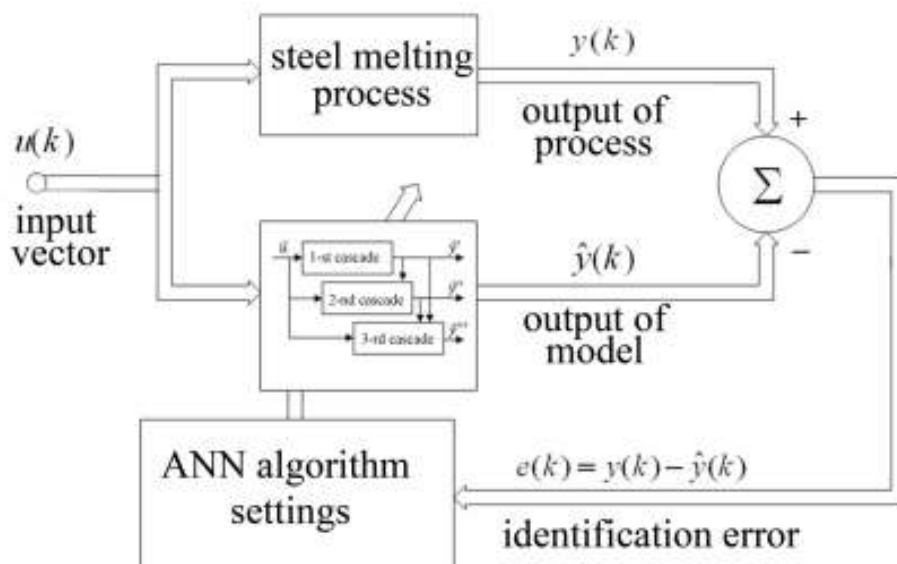 steel melting
process
y(k)
output of
process
+
u(k)
input
vector
Σ
−
1-st cascade
2-nd cascade
3-rd cascade
ŷ(k)
output of
model
ANN algorithm
settings
e(k) = y(k) − ŷ(k)
identification error